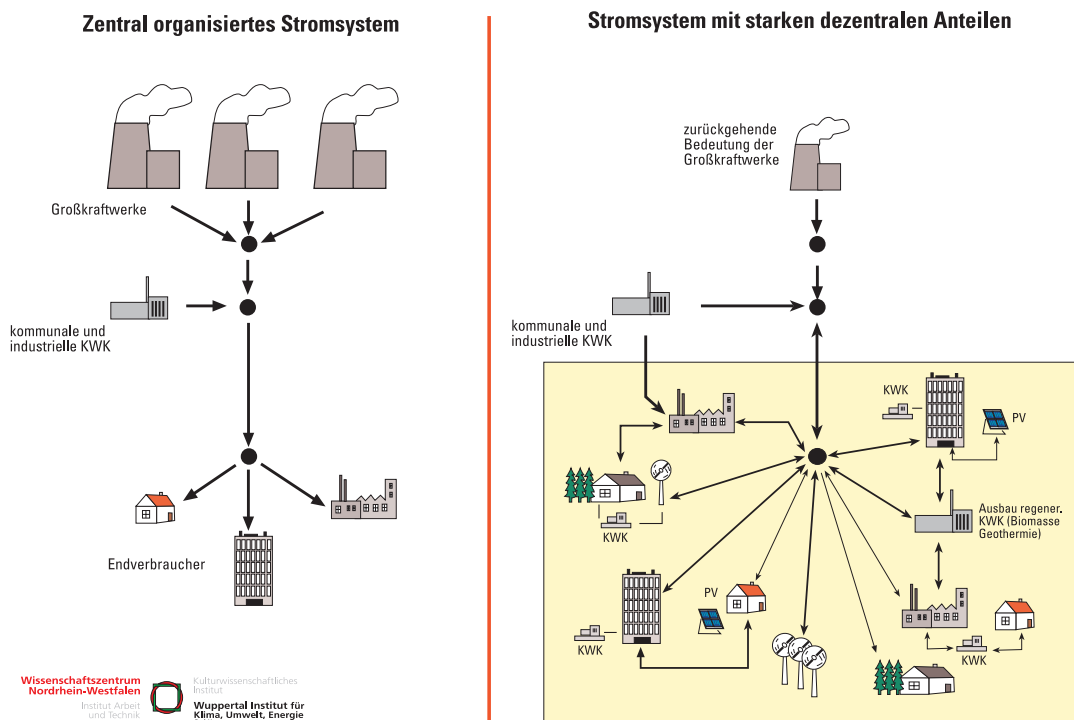 Zentral organisiertes Stromsystem
Großkraftwerke
kommunale und
industrielle KWK
Endverbraucher
Wissenschaftszentrum
Nordrhein-Westfalen
Institut Arbeit
und Technik
Kulturwissenschaftliches
Institut
Wuppertal Institut für
Klima, Umwelt, Energie
Stromsystem mit starken dezentralen Anteilen
zurückgehende
Bedeutung der
Großkraftwerke
kommunale und
industrielle KWK
KWK
PV
KWK
Ausbau regener.
KWK (Biomasse
Geothermie)
PV
KWK
KWK